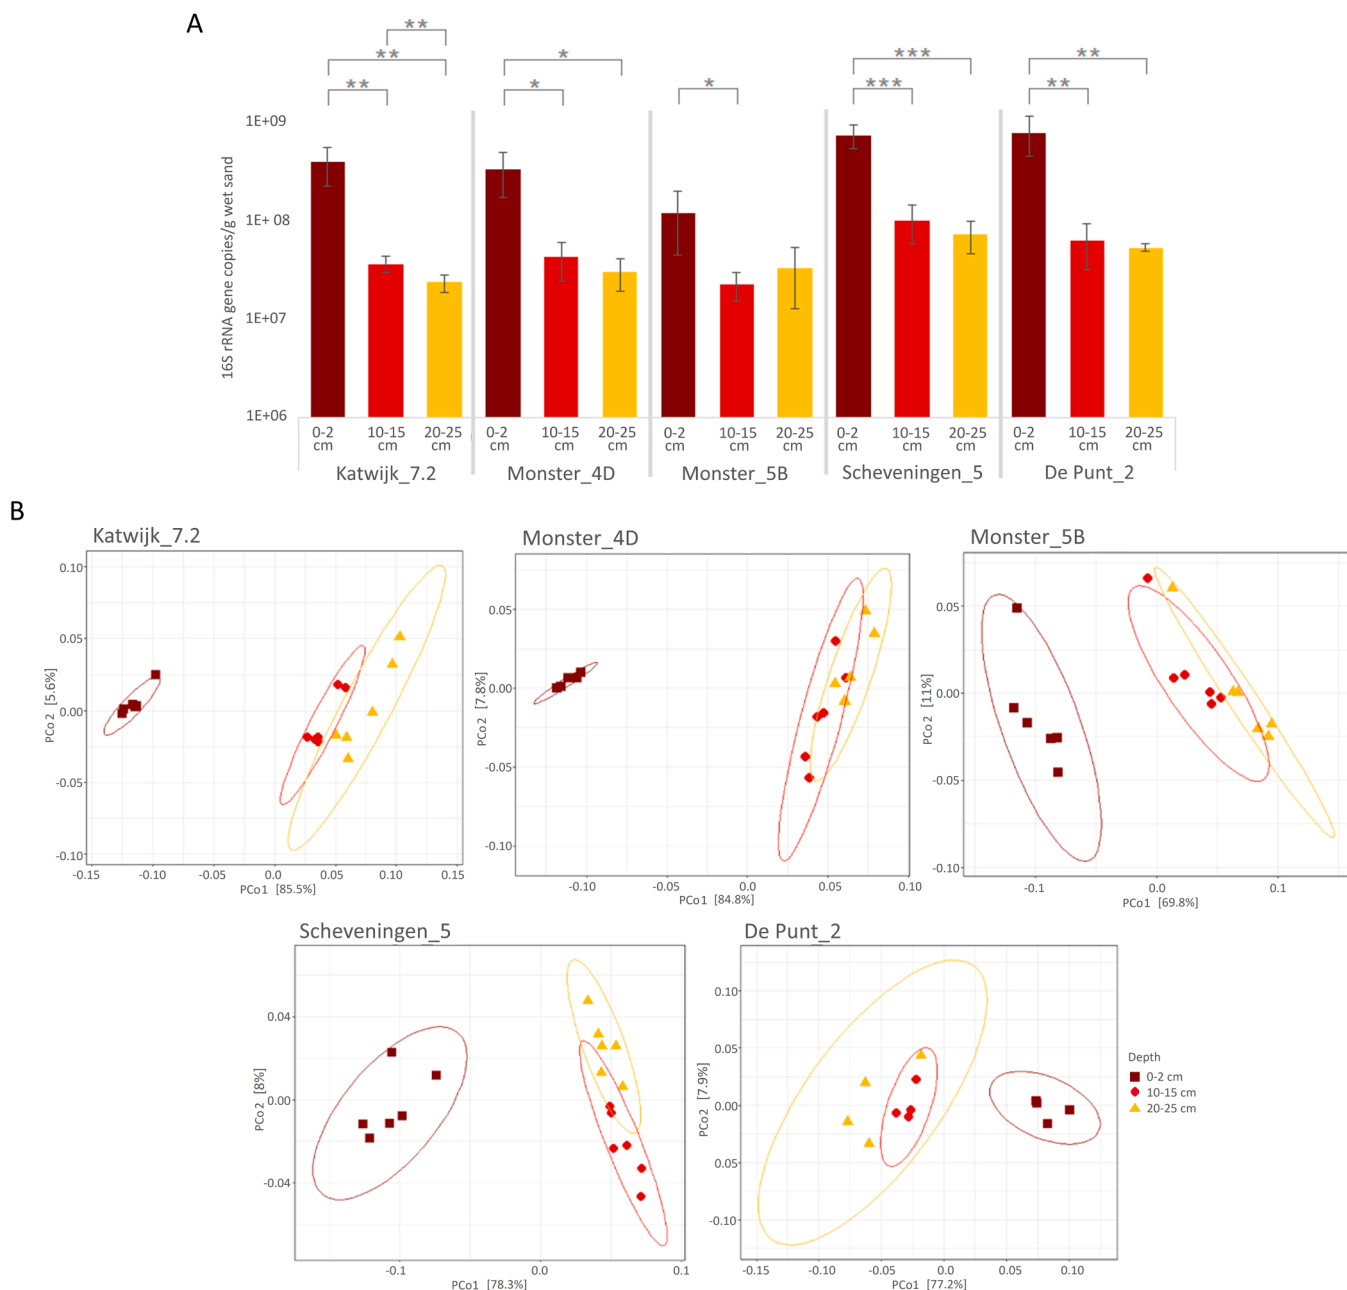 A
** ** ** * * * *** *** ** **
16S rRNA gene copies/g wet sand
1E+09
1E+08
1E+07
1E+06
0-2 cm 10-15 cm 20-25 cm 0-2 cm 10-15 cm 20-25 cm 0-2 cm 10-15 cm 20-25 cm 0-2 cm 10-15 cm 20-25 cm 0-2 cm 10-15 cm 20-25 cm
Katwijk_7.2 Monster_4D Monster_5B Scheveningen_5 De Punt_2
B
Katwijk_7.2
PCo2 [5.6%]
0.10
0.05
0.00
-0.05
-0.10
-0.15 -0.10 0.0 0.05 0.10 0.15
PCo1 [85.5%]
Monster_4D
PCo2 [7.8%]
0.05
0.00
-0.05
-0.10
-0.10 -0.05 0.0 0.05 0.10
PCo1 [84.8%]
Monster_5B
PCo2 [11%]
0.05
0.00
-0.05
-0.10
-0.1 0.0 0.1
PCo1 [69.8%]
Scheveningen_5
PCo2 [8%]
0.04
0.00
-0.04
-0.1 0.0 0.1
PCo1 [78.3%]
De Punt_2
PCo2 [7.9%]
0.10
0.05
0.00
0.05
-0.10
-0.15 -0.10 -0.05 0.0 0.05 0.10
PCo1 [77.2%]
Depth
0-2 cm
10-15 cm
20-25 cm